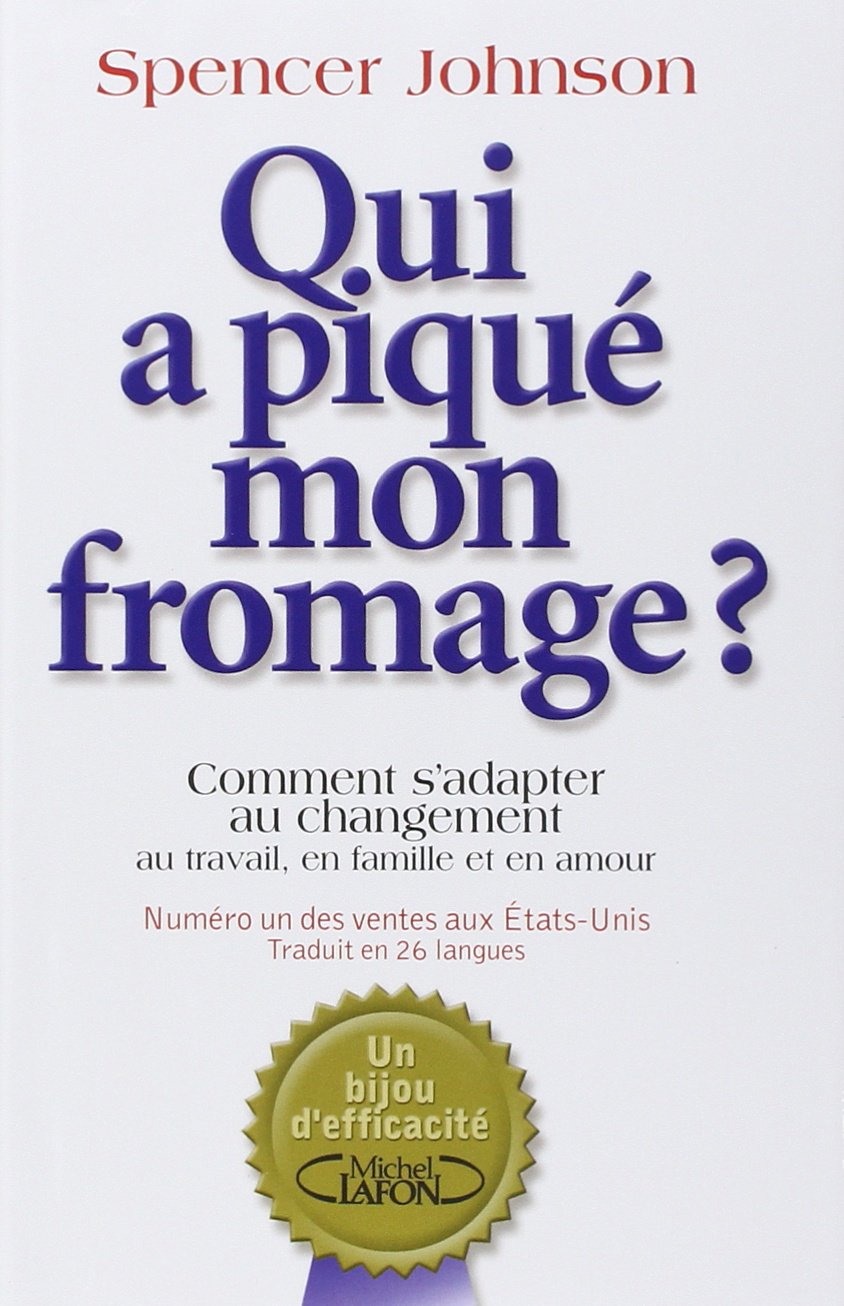 Spencer Johnson
Qui
a piqué
mon
fromage ?
Comment s'adapter
au changement
au travail, en famille et en amour
Numéro un des ventes aux États-Unis
Traduit en 26 langues
Un
bijou
d'efficacité
Michel
LAFON